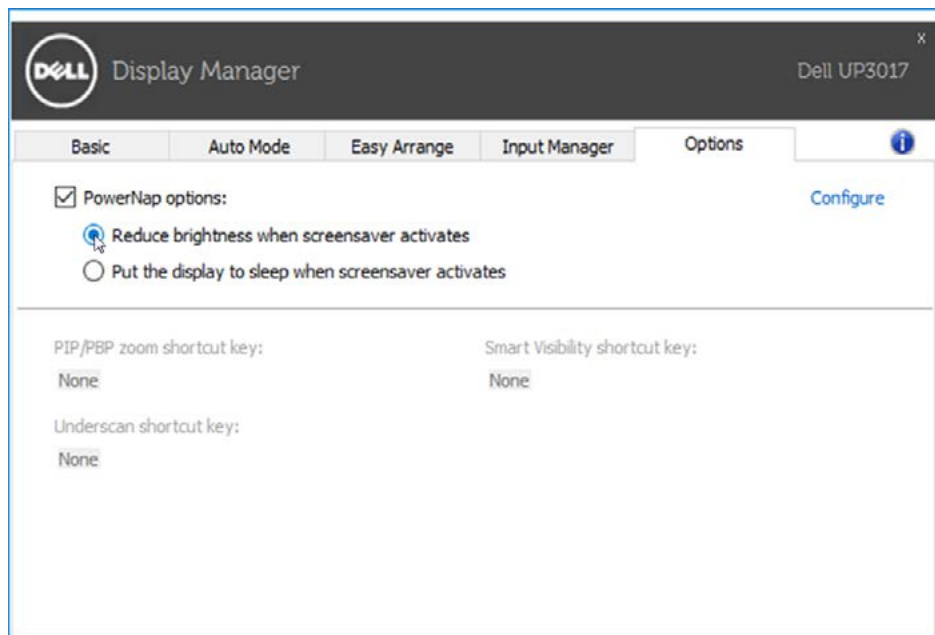 x
DELL Display Manager Dell UP3017
Basic Auto Mode Easy Arrange Input Manager Options i
PowerNap options: Configure
Reduce brightness when screensaver activates
Put the display to sleep when screensaver activates
PIP/PBP zoom shortcut key: Smart Visibility shortcut key:
None None
Underscan shortcut key:
None